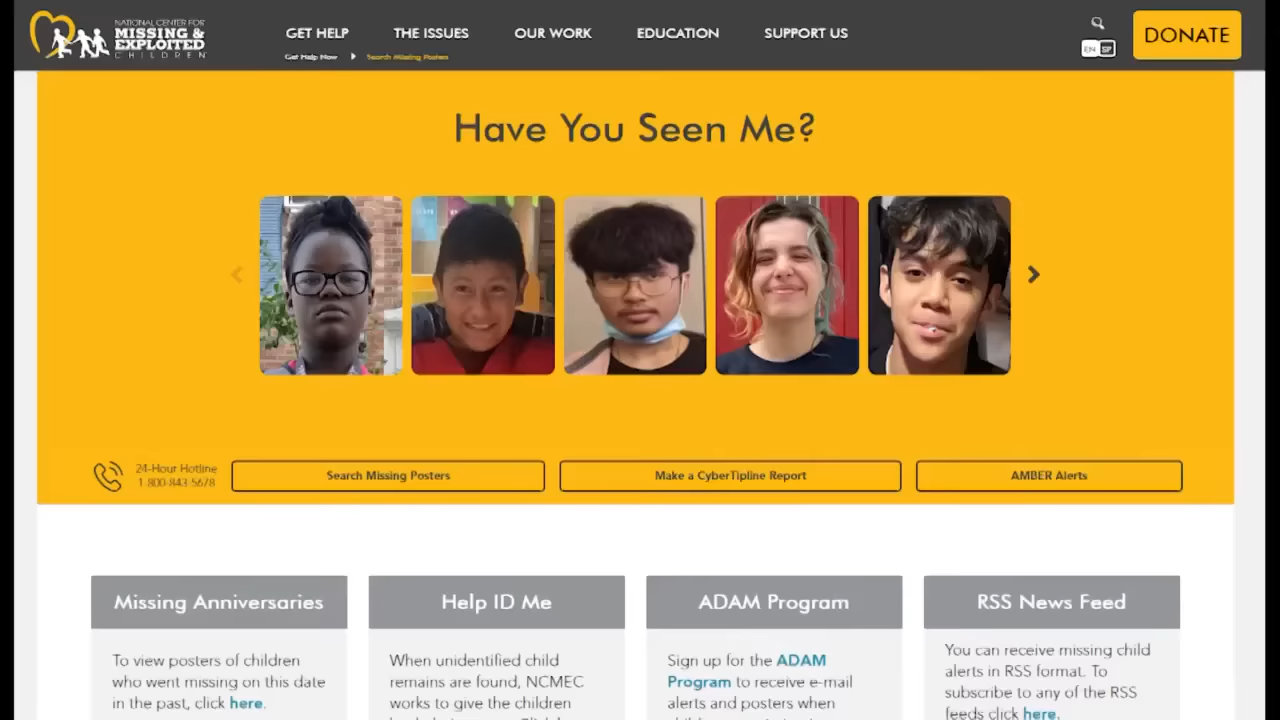 NATIONAL CENTER FOR
MISSING &
EXPLOITED
CHILDREN
GET HELP
THE ISSUES
OUR WORK
EDUCATION
SUPPORT US
Get Help Now
Search Missing Posters
EN SP
DONATE
Have You Seen Me?
24-Hour Hotline
1-800-843-5678
Search Missing Posters
Make a CyberTipline Report
AMBER Alerts
Missing Anniversaries
To view posters of children
who went missing on this date
in the past, click here.
Help ID Me
When unidentified child
remains are found, NCMEC
works to give the children
ADAM Program
Sign up for the ADAM
Program to receive e-mail
alerts and posters when
RSS News Feed
You can receive missing child
alerts in RSS format. To
subscribe to any of the RSS
feeds click here.